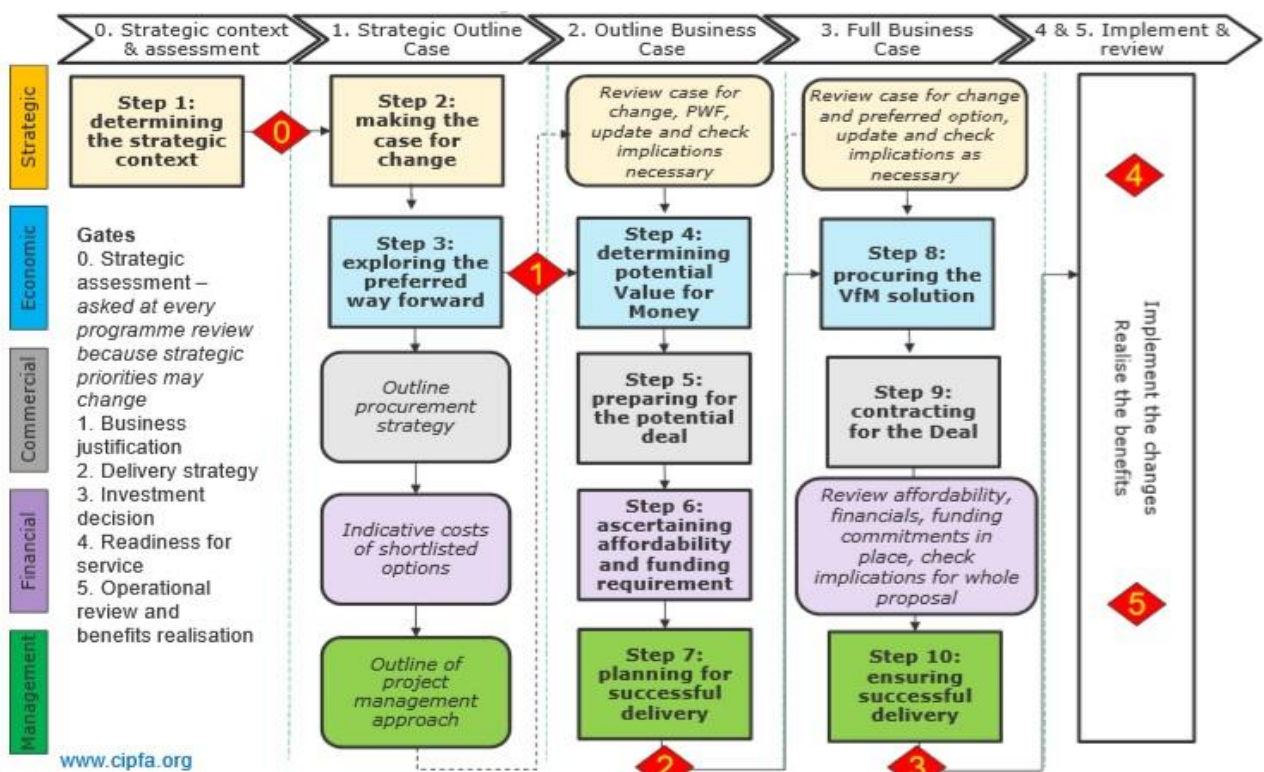 0. Strategic context
& assessment
1. Strategic Outline
Case
2. Outline Business
Case
3. Full Business
Case
4 & 5. Implement &
review
Strategic
Step 1:
determining
the strategic
context
0
Step 2:
making the
case for
change
Review case for
change, PWF,
update and check
implications
necessary
Review case for change
and preferred option,
update and check
implications as
necessary
4
Economic
Gates
0. Strategic
assessment –
asked at every
programme review
because strategic
priorities may
change
1. Business
justification
2. Delivery strategy
3. Investment
decision
4. Readiness for
service
5. Operational
review and
benefits realisation
Step 3:
exploring the
preferred
way forward
1
Step 4:
determining
potential
Value for
Money
Step 8:
procuring the
VfM solution
Implement the changes
Realise the benefits
Commercial
Outline
procurement
strategy
Step 5:
preparing for
the potential
deal
Step 9:
contracting
for the Deal
Financial
Indicative costs
of shortlisted
options
Step 6:
ascertaining
affordability
and funding
requirement
Review affordability,
financials, funding
commitments in
place, check
implications for whole
proposal
5
Management
Outline of
project
management
approach
Step 7:
planning for
successful
delivery
2
Step 10:
ensuring
successful
delivery
3
www.cipfa.org